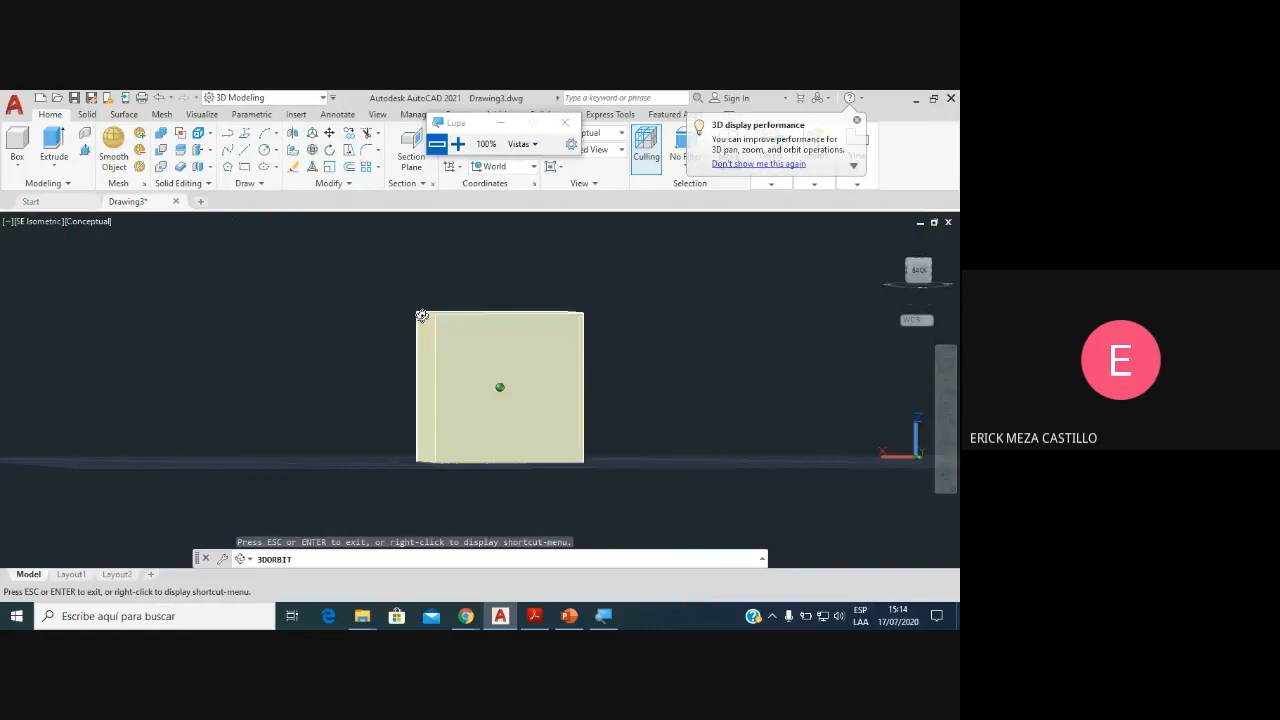 3D Modeling
Autodesk AutoCAD 2021 Drawing3.dwg
Type a keyword or phrase
Sign In
Home Solid Surface Mesh Visualize Parametric Insert Annotate View Mana
Express Tools Featured A
Lupa
100% Vistas
3D display performance
You can improve performance for
3D pan, zoom, and orbit operations.
Don't show me this again
Box
Extrude
Smooth
Object
Section
Plane
World
Culling
No Fil
Modeling
Mesh
Solid Editing
Draw
Modify
Section
Coordinates
View
Selection
Start
Drawing3*
[−][SE Isometric][Conceptual]
BACK
WCS
Z
X
Y
E
ERICK MEZA CASTILLO
Press ESC or ENTER to exit, or right-click to display shortcut-menu.
3DORBIT
Model Layout1 Layout2
Press ESC or ENTER to exit, or right-click to display shortcut-menu.
Escribe aquí para buscar
ESP
LAA
15:14
17/07/2020